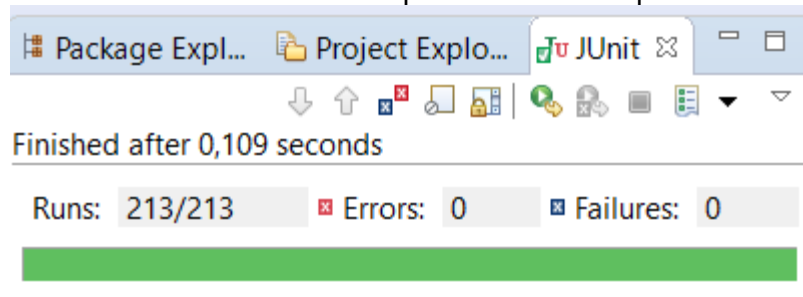 Package Expl... Project Explo... JUnit
Finished after 0,109 seconds
Runs: 213/213 Errors: 0 Failures: 0